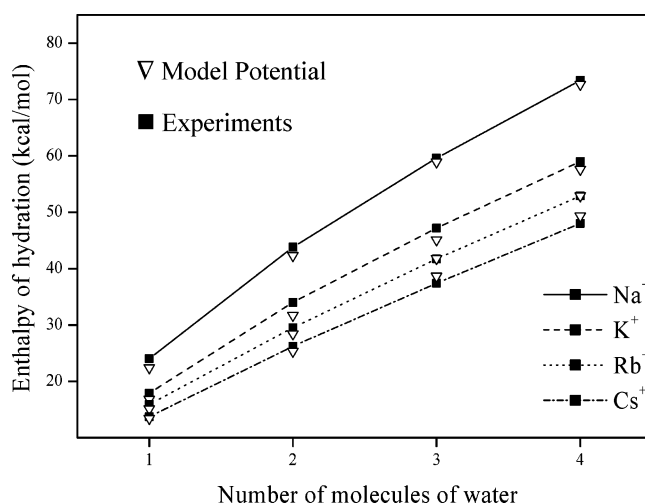 80
70
60
50
40
30
20
Enthalpy of hydration (kcal/mol)
Model Potential
Experiments
Na⁺
K⁺
Rb⁺
Cs⁺
1 2 3 4
Number of molecules of water